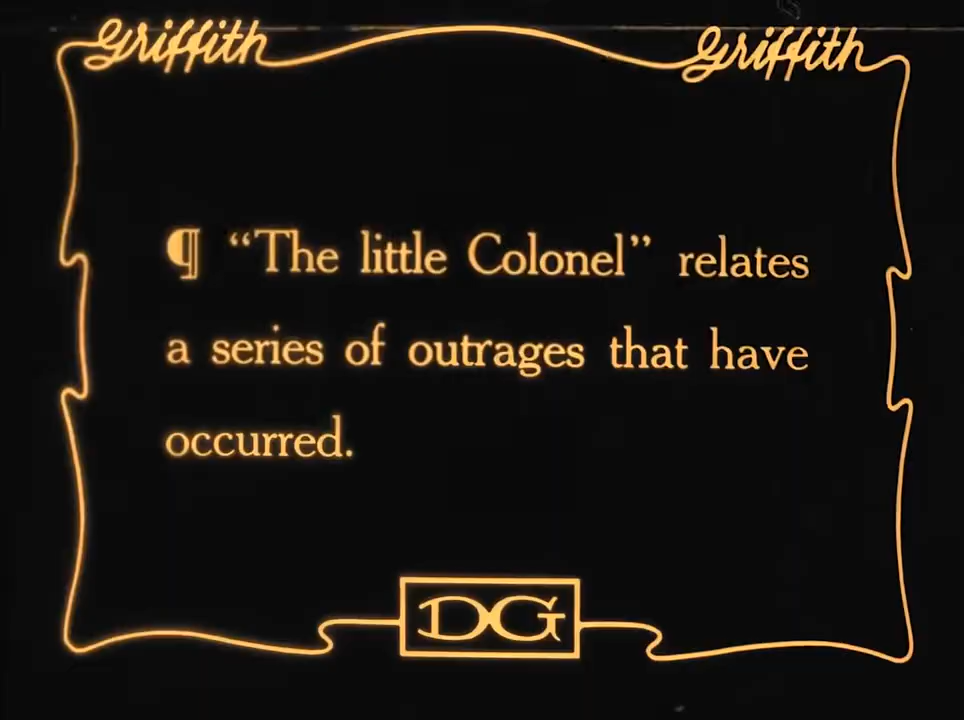 Griffith Griffith
¶ “The little Colonel” relates
a series of outrages that have
occurred.
DG